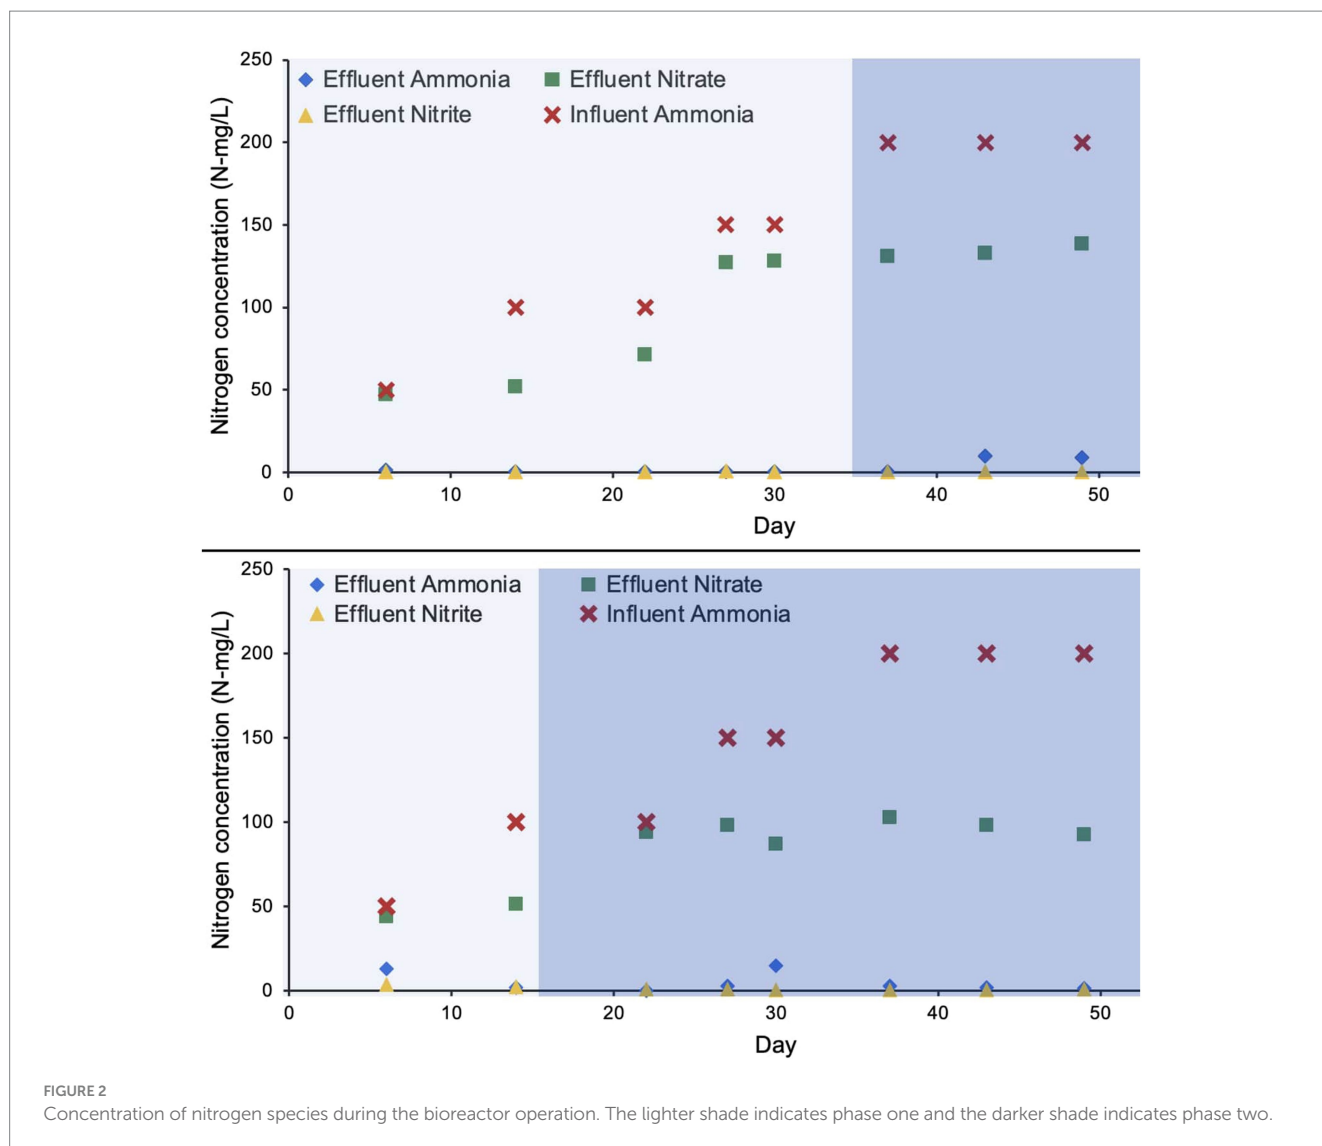 250
200
150
100
50
0
Nitrogen concentration (N-mg/L)
Effluent Ammonia
Effluent Nitrate
Effluent Nitrite
Influent Ammonia
0 10 20 30 40 50
Day
250
200
150
100
50
0
Nitrogen concentration (N-mg/L)
Effluent Ammonia
Effluent Nitrate
Effluent Nitrite
Influent Ammonia
0 10 20 30 40 50
Day
FIGURE 2
Concentration of nitrogen species during the bioreactor operation. The lighter shade indicates phase one and the darker shade indicates phase two.